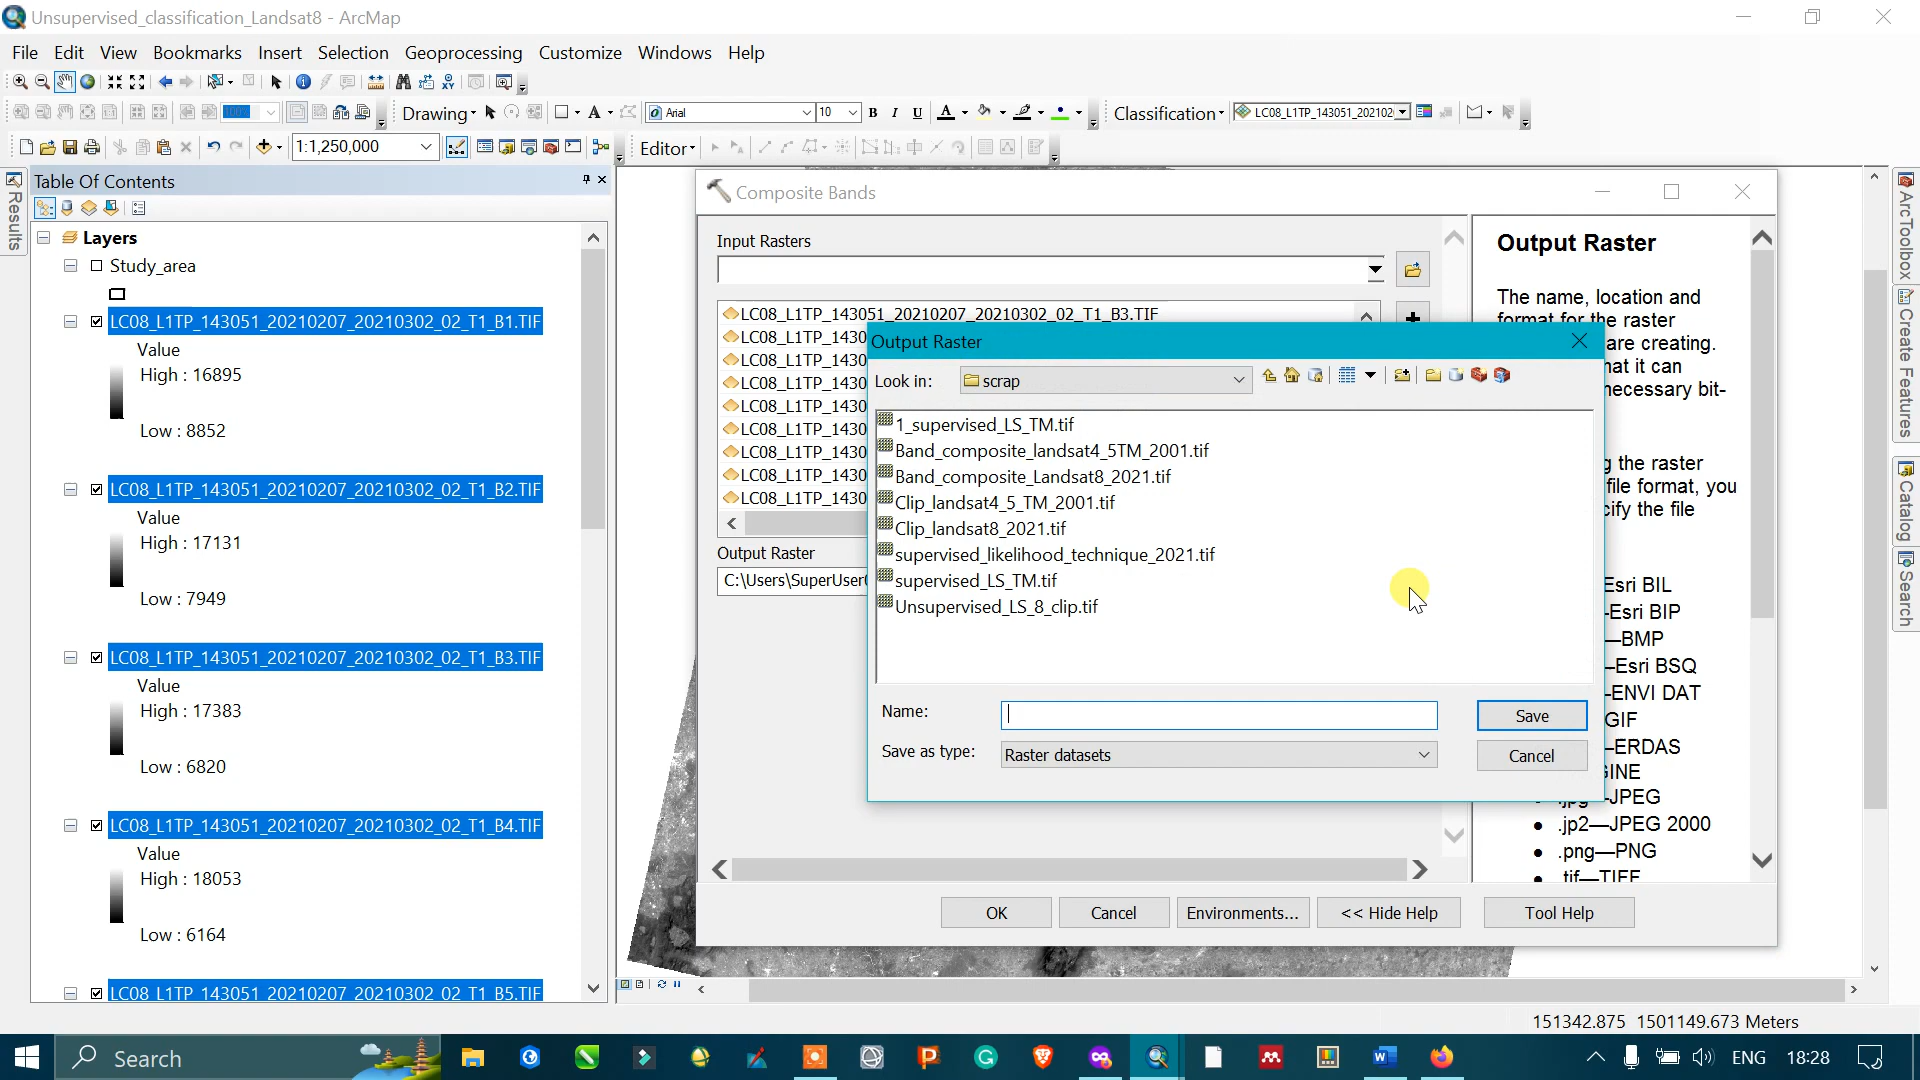 Unsupervised_classification_Landsat8 - ArcMap
File Edit View Bookmarks Insert Selection Geoprocessing Customize Windows Help
Drawing
Arial
10
B I U A
Classification
LC08_L1TP_143051_202102
1:1,250,000
Editor
Results
Table Of Contents
Layers
Study_area
LC08_L1TP_143051_20210207_20210302_02_T1_B1.TIF
Value
High : 16895
Low : 8852
LC08_L1TP_143051_20210207_20210302_02_T1_B2.TIF
Value
High : 17131
Low : 7949
LC08_L1TP_143051_20210207_20210302_02_T1_B3.TIF
Value
High : 17383
Low : 6820
LC08_L1TP_143051_20210207_20210302_02_T1_B4.TIF
Value
High : 18053
Low : 6164
LC08_L1TP_143051_20210207_20210302_02_T1_B5.TIF
Composite Bands
Input Rasters
LC08_L1TP_143051_20210207_20210302_02_T1_B3.TIF
LC08_L1TP_1430
LC08_L1TP_1430
LC08_L1TP_1430
LC08_L1TP_1430
LC08_L1TP_1430
LC08_L1TP_1430
LC08_L1TP_1430
LC08_L1TP_1430
Output Raster
C:\Users\SuperUser
OK
Cancel
Environments...
<< Hide Help
Tool Help
Output Raster
Look in:
scrap
1_supervised_LS_TM.tif
Band_composite_landsat4_5TM_2001.tif
Band_composite_Landsat8_2021.tif
Clip_landsat4_5_TM_2001.tif
Clip_landsat8_2021.tif
supervised_likelihood_technique_2021.tif
supervised_LS_TM.tif
Unsupervised_LS_8_clip.tif
Name:
Save
Save as type:
Raster datasets
Cancel
Output Raster
The name, location and
format for the raster
are creating.
hat it can
necessary bit-
the raster
file format, you
cify the file
Esri BIL
-Esri BIP
—BMP
-Esri BSQ
—ENVI DAT
GIF
-ERDAS
INE
.jpg—JPEG
.jp2—JPEG 2000
.png—PNG
.tif—TIFF
ArcToolbox
Create Features
Catalog
Search
151342.875 1501149.673 Meters
Search
ENG
18:28